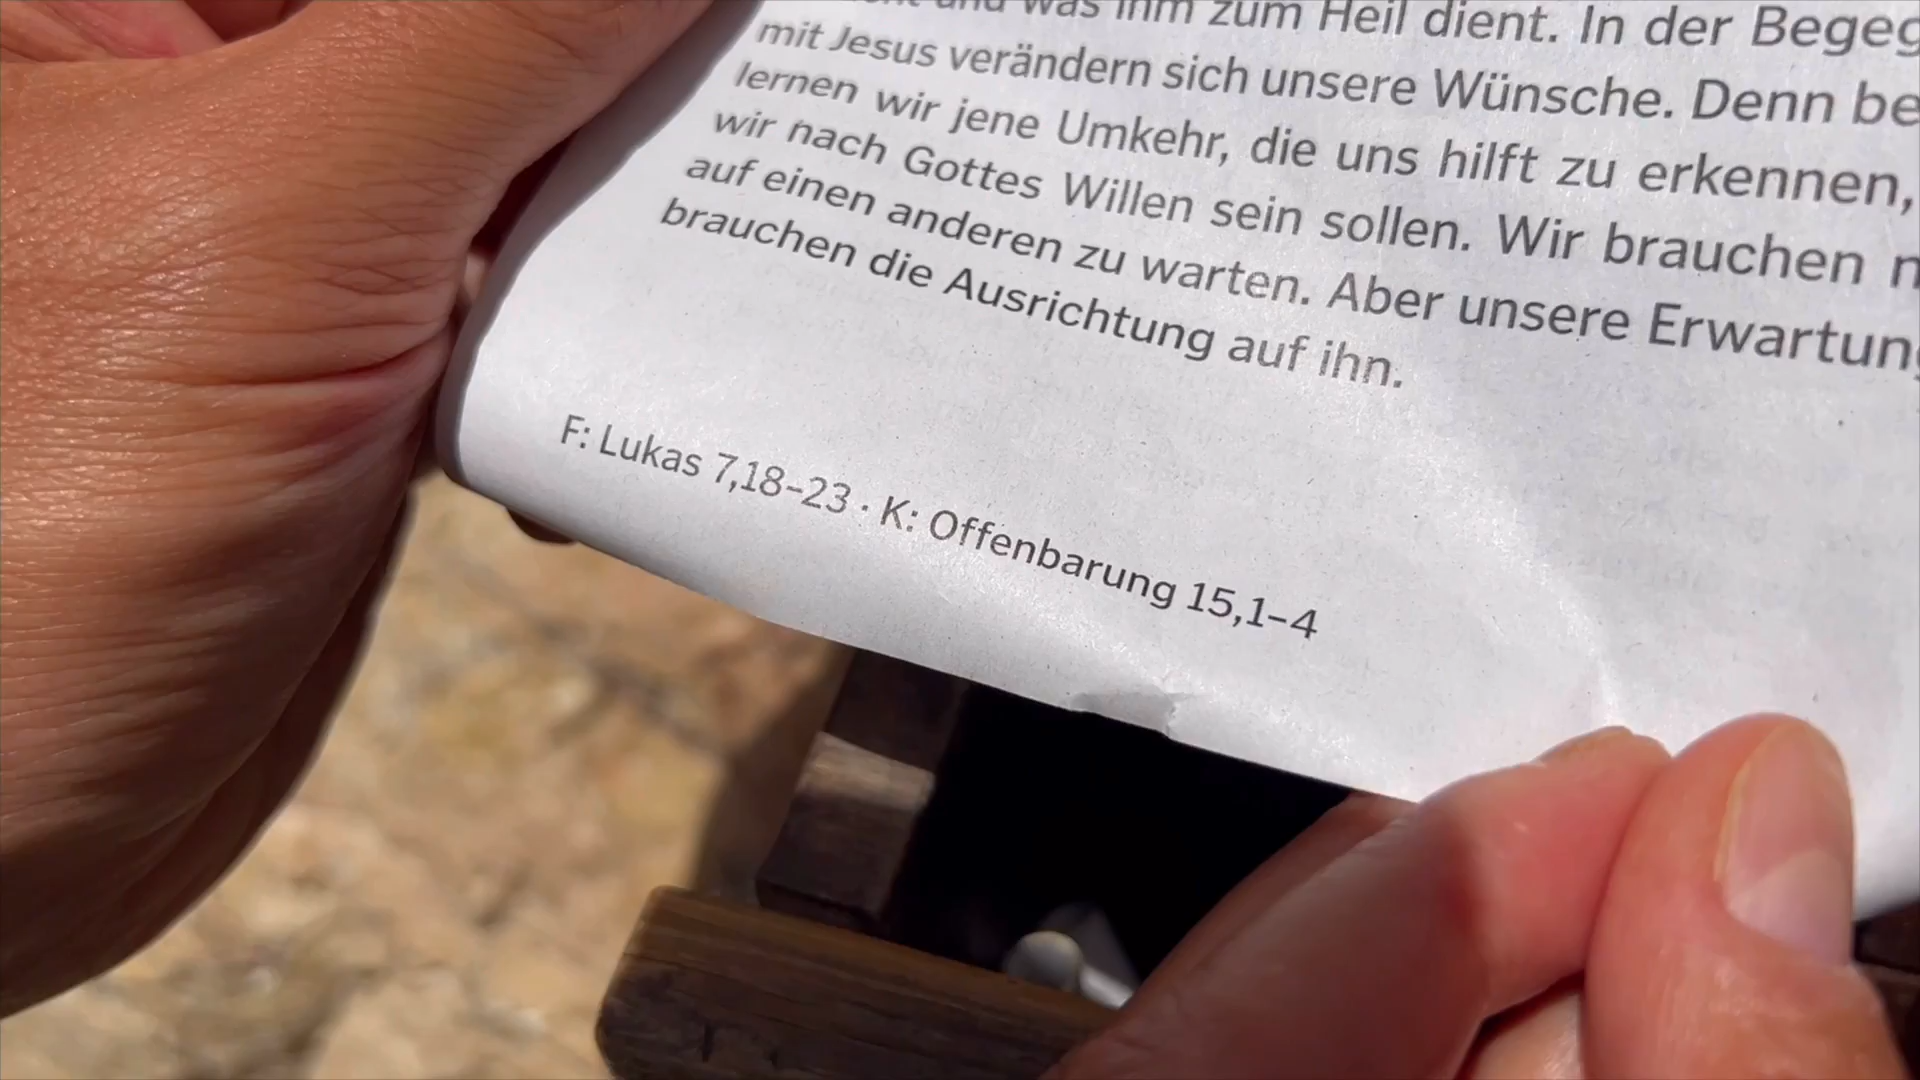 und was ihm zum Heil dient. In der Begeg
mit Jesus verändern sich unsere Wünsche. Denn be
lernen wir jene Umkehr, die uns hilft zu erkennen,
wir nach Gottes Willen sein sollen. Wir brauchen n
auf einen anderen zu warten. Aber unsere Erwartung
brauchen die Ausrichtung auf ihn.
F: Lukas 7,18–23 · K: Offenbarung 15,1–4